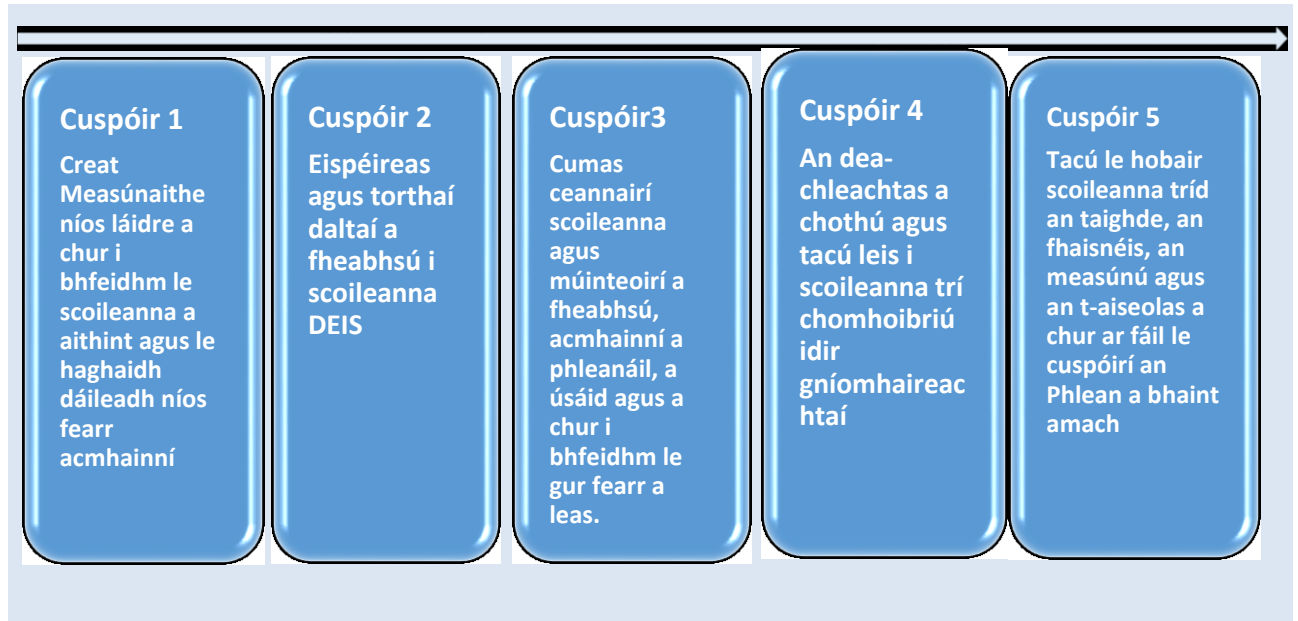 Cuspóir 1
Creat
Measúnaithe
níos láidre a
chur i
bhfeidhm le
scoileanna a
aithint agus le
haghaidh
dáileadh níos
fearr
acmhainní
Cuspóir 2
Eispéireas
agus torthaí
daltaí a
fheabhsú i
scoileanna
DEIS
Cuspóir3
Cumas
ceannairí
scoileanna
agus
múinteoirí a
fheabhsú,
acmhainní a
phleanáil, a
úsáid agus a
chur i
bhfeidhm le
gur fearr a
leas.
Cuspóir 4
An dea-
chleachtas a
chothú agus
tacú leis i
scoileanna trí
chomhoibriú
idir
gníomhaireac
htaí
Cuspóir 5
Tacú le hobair
scoileanna tríd
an taighde, an
fhaisnéis, an
measúnú agus
an t-aiseolas a
chur ar fáil le
cuspóirí an
Phlean a bhaint
amach